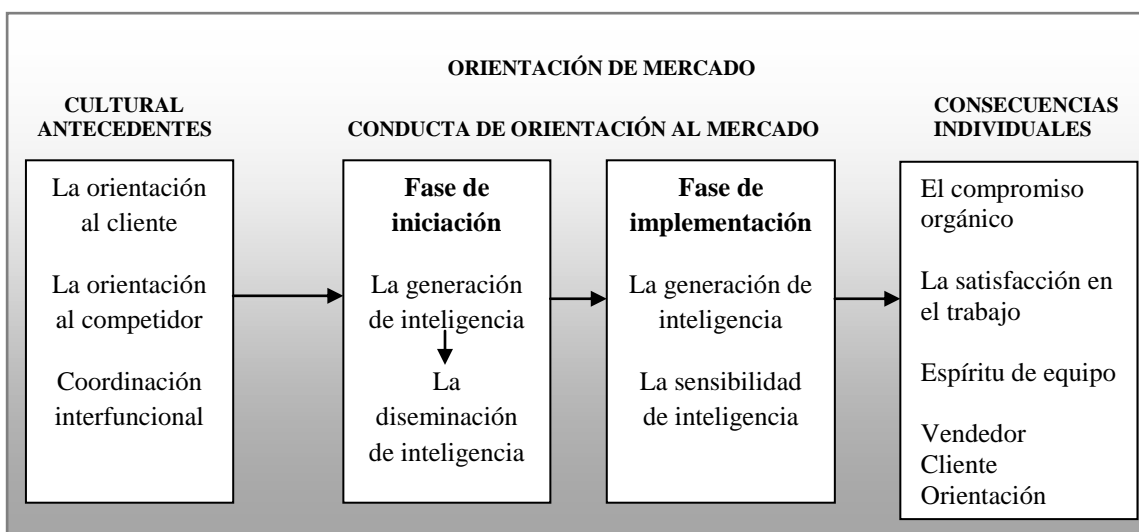 ORIENTACIÓN DE MERCADO
CULTURAL
ANTECEDENTES
CONDUCTA DE ORIENTACIÓN AL MERCADO
CONSECUENCIAS
INDIVIDUALES
La orientación
al cliente
La orientación
al competidor
Coordinación
interfuncional
Fase de
iniciación
La generación
de inteligencia
La
diseminación
de inteligencia
Fase de
implementación
La generación de
inteligencia
La sensibilidad
de inteligencia
El compromiso
orgánico
La satisfacción en
el trabajo
Espíritu de equipo
Vendedor
Cliente
Orientación